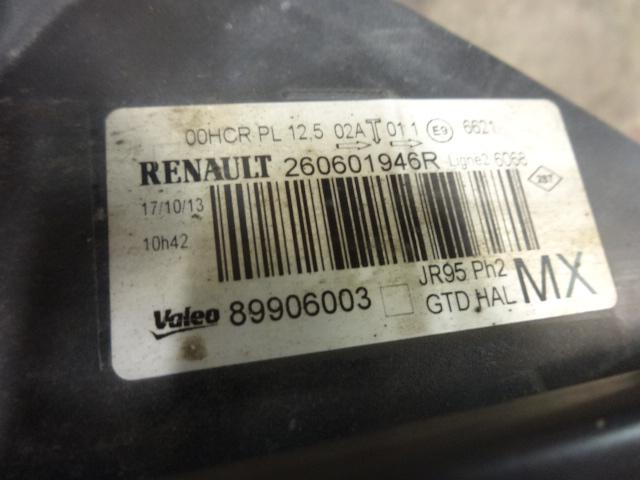 00HCR PL 12,5 02A 01 1 E9 6621
RENAULT 260601946R Ligne2 6068
17/10/13
10h42
JR95 Ph2
Valeo 89906003 GTD HAL MX